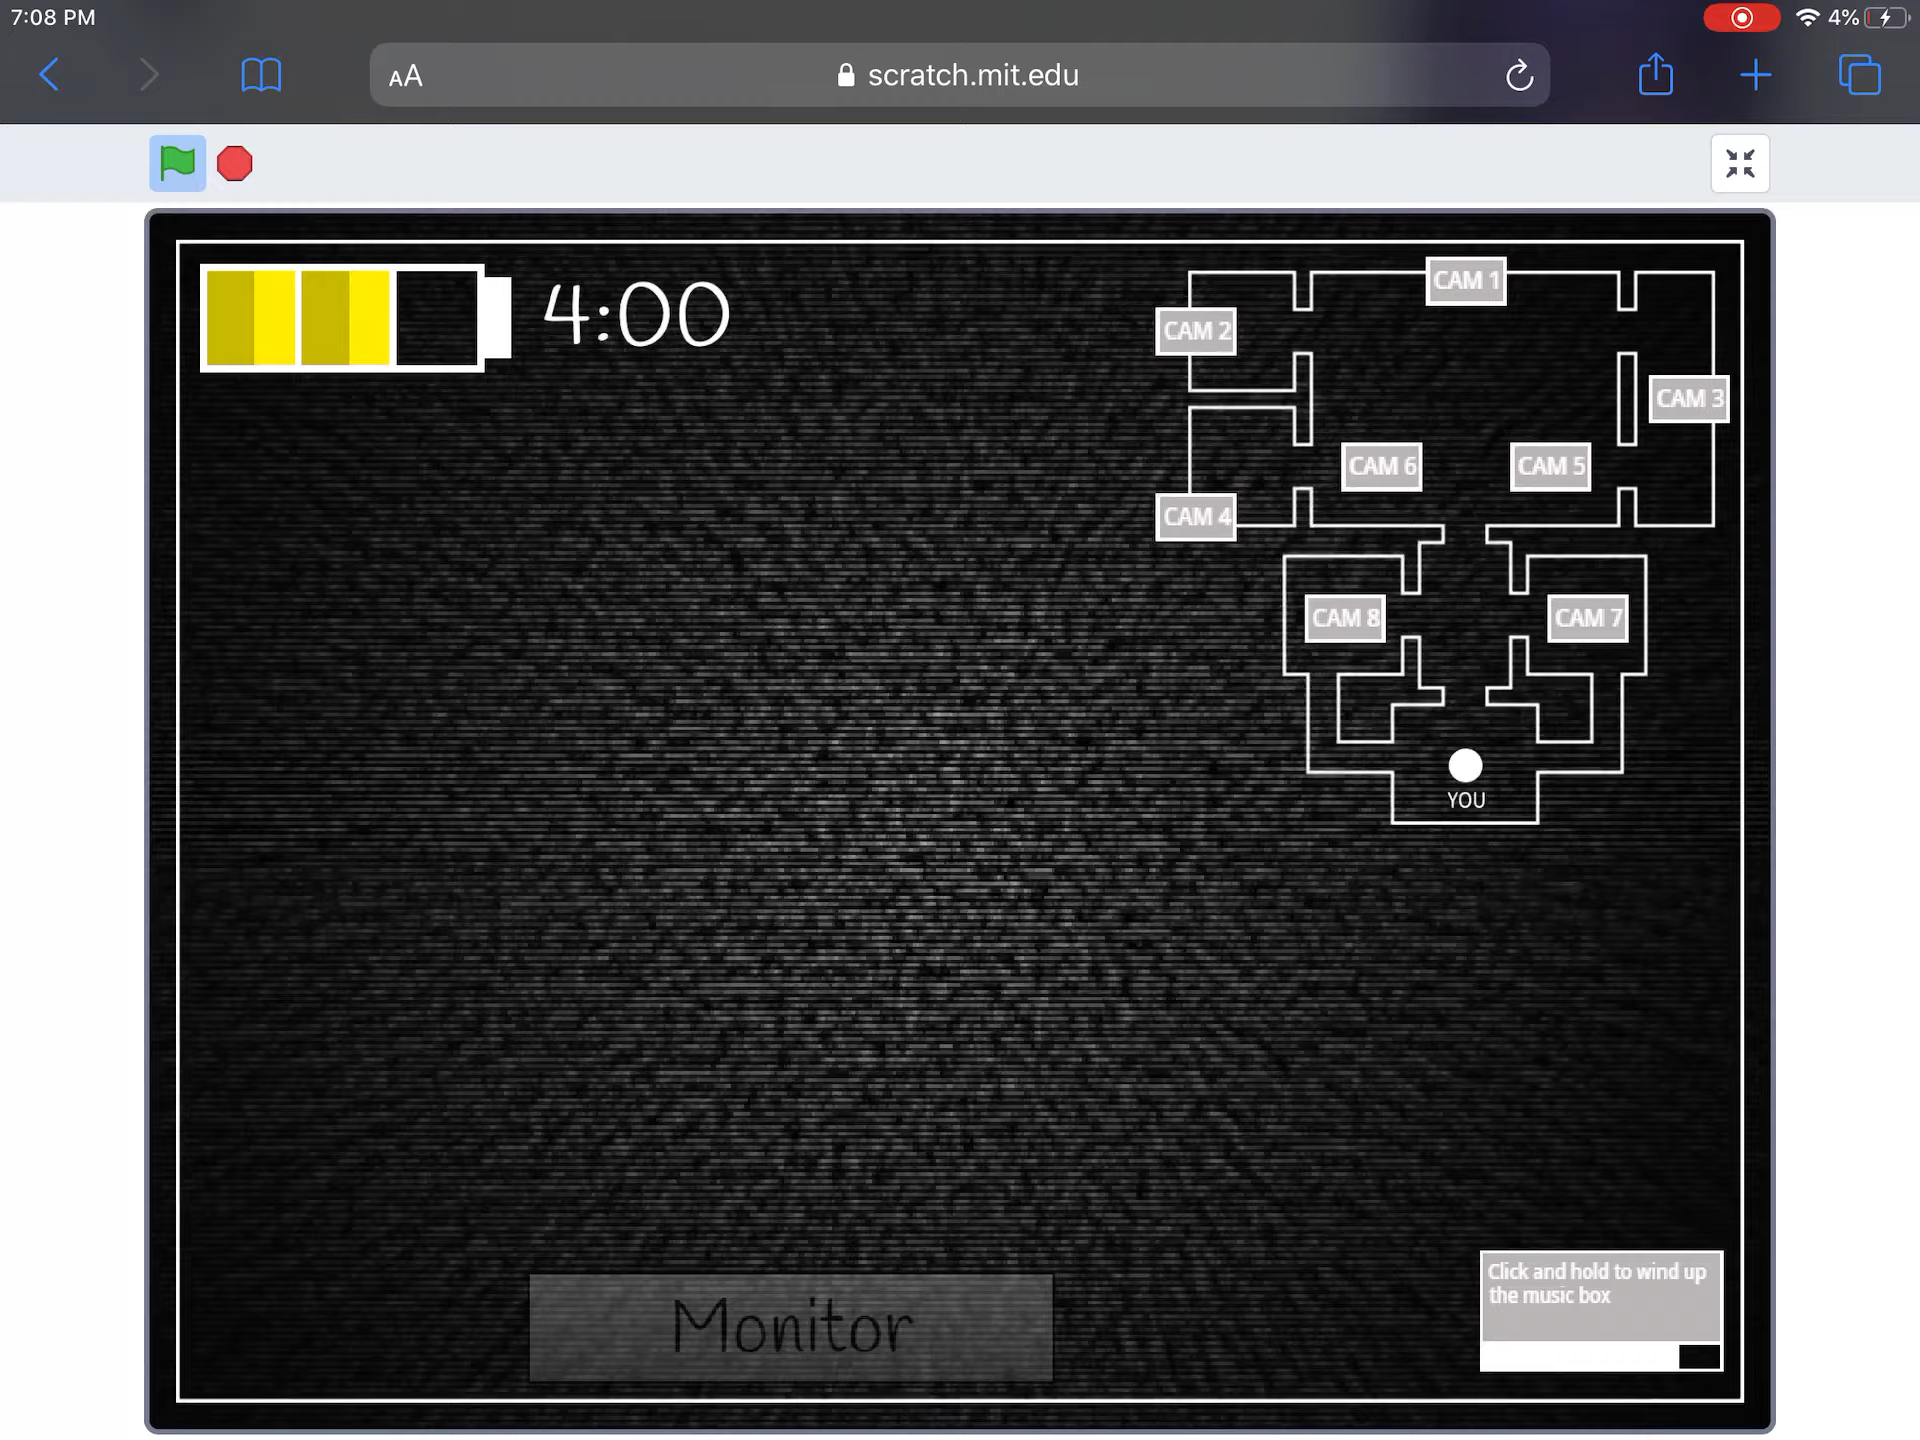 7:08 PM
4%
AA
scratch.mit.edu
4:00
CAM 1
CAM 2
CAM 3
CAM 6
CAM 5
CAM 4
CAM 8
CAM 7
YOU
Click and hold to wind up
the music box
Monitor